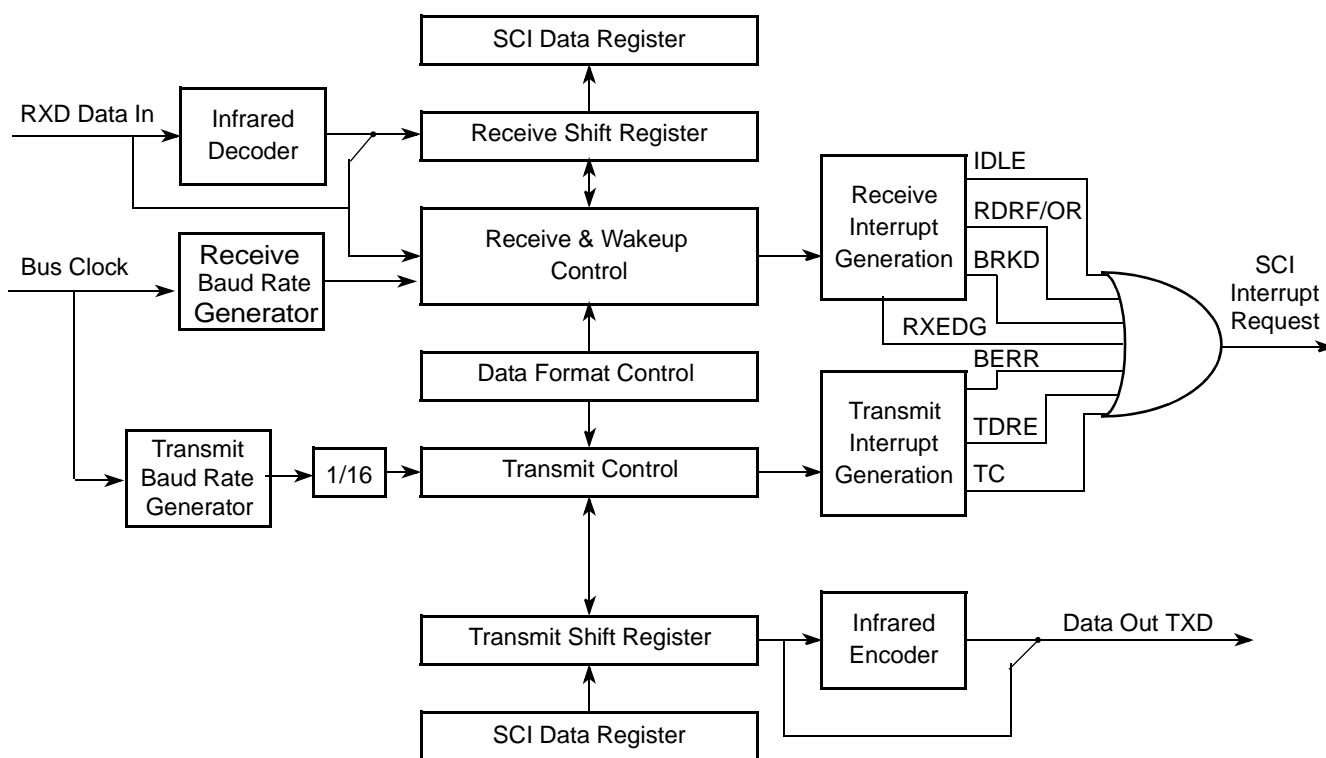 SCI Data Register
RXD Data In
Infrared
Decoder
Receive Shift Register
Receive & Wakeup
Control
Bus Clock
Receive
Baud Rate
Generator
Receive
Interrupt
Generation
IDLE
RDRF/OR
BRKD
RXEDG
SCI
Interrupt
Request
Data Format Control
BERR
Transmit
Interrupt
Generation
TDRE
TC
Transmit
Baud Rate
Generator
1/16
Transmit Control
Transmit Shift Register
Infrared
Encoder
Data Out TXD
SCI Data Register